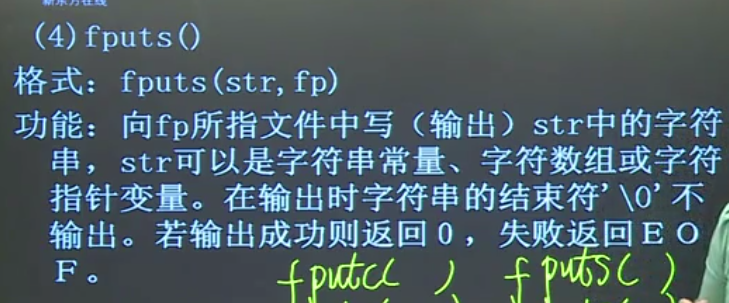 新东方在线
(4)fputs()
格式：fputs(str,fp)
功能：向fp所指文件中写（输出）str中的字符
串，str可以是字符串常量、字符数组或字符
指针变量。在输出时字符串的结束符'\0'不
输出。若输出成功则返回0，失败返回EO
F。
fputc( ) fputs( )